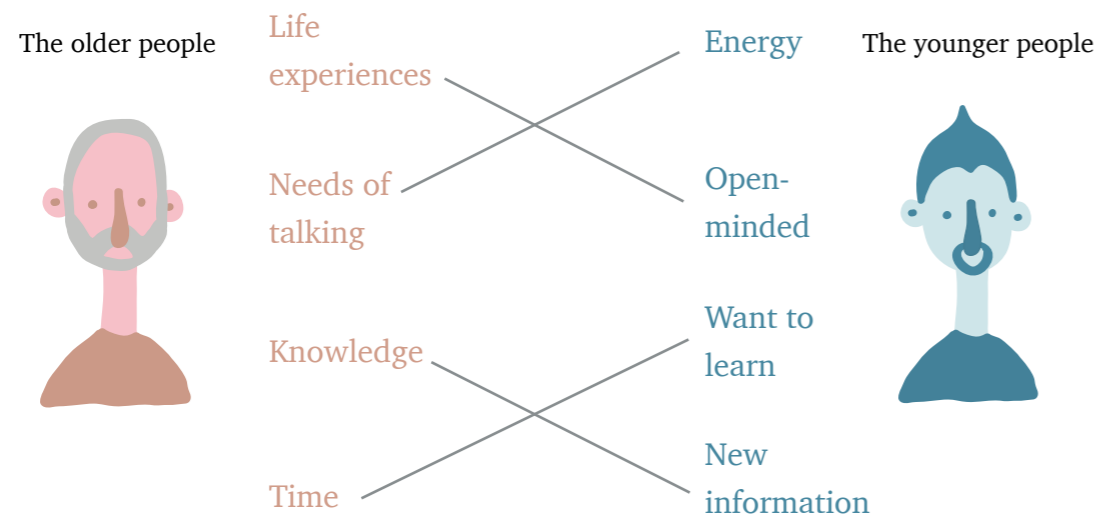 The older people
Life
experiences
Needs of
talking
Knowledge
Time
Energy
Open-
minded
Want to
learn
New
information
The younger people